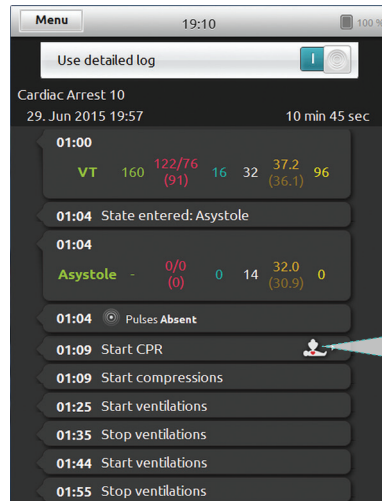 Menu 19:10 100 %
Use detailed log I
Cardiac Arrest 10
29. Jun 2015 19:57 10 min 45 sec
01:00
VT 160 122/76 (91) 16 32 37.2 (36.1) 96
01:04 State entered: Asystole
01:04
Asystole - 0/0 (0) 0 14 32.0 (30.9) 0
01:04 Pulses Absent
01:09 Start CPR
01:09 Start compressions
01:25 Start ventilations
01:35 Stop ventilations
01:44 Start ventilations
01:55 Stop ventilations